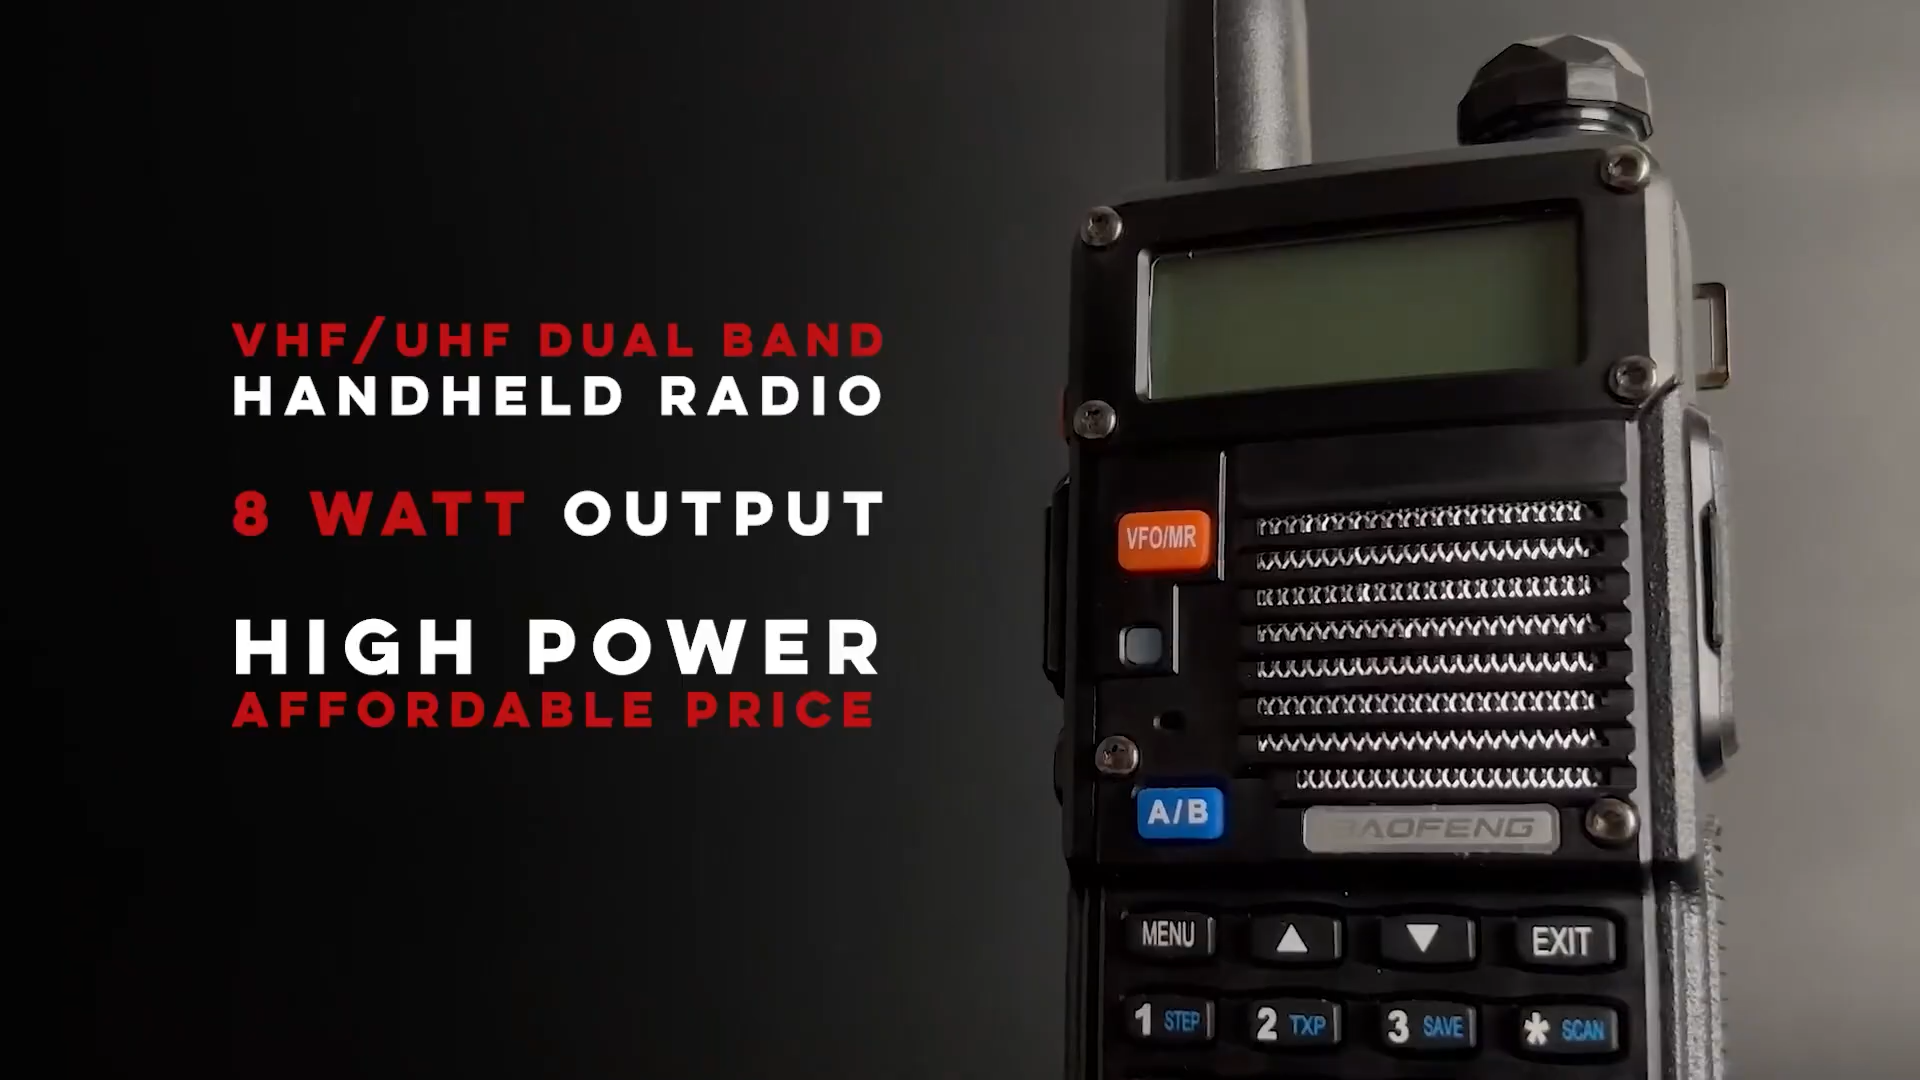 VHF/UHF DUAL BAND
HANDHELD RADIO
8 WATT OUTPUT
HIGH POWER
AFFORDABLE PRICE
VFO/MR
A/B
BAOFENG
MENU ▲ ▼ EXIT
1 STEP 2 TXP 3 SAVE * SCAN